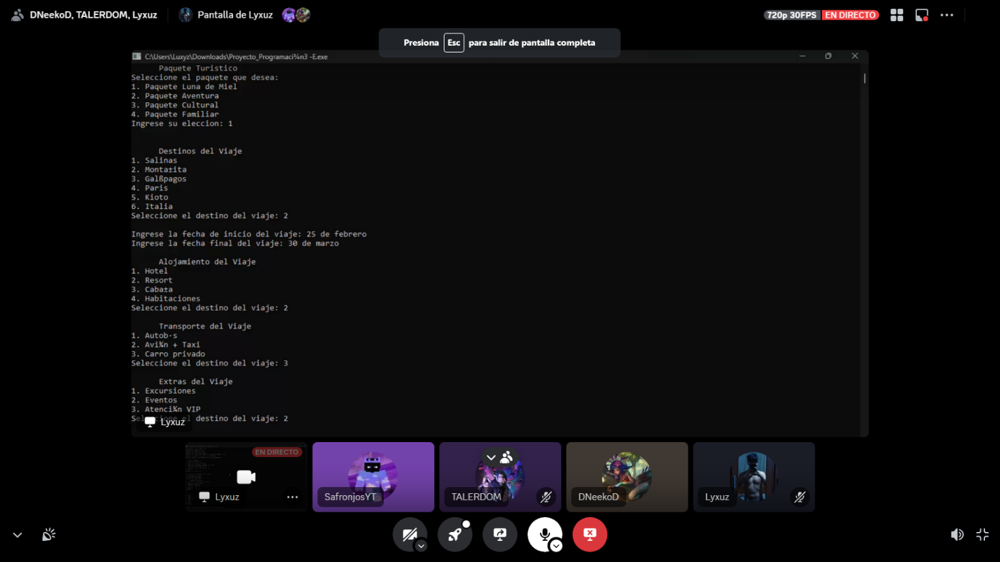 DNeekoD, TALERDOM, Lyxuz
Pantalla de Lyxuz
720p 30FPS EN DIRECTO
Presiona Esc para salir de pantalla completa
C:\Users\Luxyz\Downloads\Proyecto_Programaci¾n3 -E.exe
Paquete Turistico
Seleccione el paquete que desea:
1. Paquete Luna de Miel
2. Paquete Aventura
3. Paquete Cultural
4. Paquete Familiar
Ingrese su eleccion: 1
Destinos del Viaje
1. Salinas
2. Monta±ita
3. Galßpagos
4. Paris
5. Kioto
6. Italia
Seleccione el destino del viaje: 2
Ingrese la fecha de inicio del viaje: 25 de febrero
Ingrese la fecha final del viaje: 30 de marzo
Alojamiento del Viaje
1. Hotel
2. Resort
3. Caba±a
4. Habitaciones
Seleccione el destino del viaje: 2
Transporte del Viaje
1. Autob·s
2. Avi¾n + Taxi
3. Carro privado
Seleccione el destino del viaje: 3
Extras del Viaje
1. Excursiones
2. Eventos
3. Atenci¾n VIP
Seleccione el destino del viaje: 2
Lyxuz
EN DIRECTO
Lyxuz
SafronjosYT
TALERDOM
DNeekoD
Lyxuz